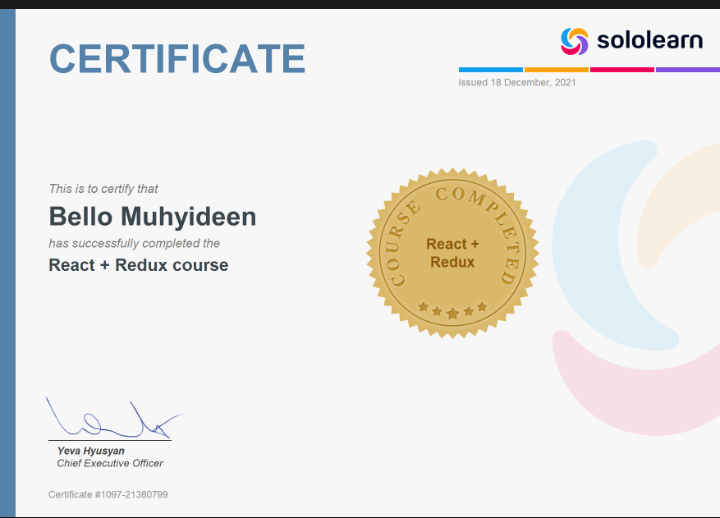 CERTIFICATE
sololearn
Issued 18 December, 2021
This is to certify that
Bello Muhyideen
has successfully completed the
React + Redux course
COURSE COMPLETED
React +
Redux
Yeva Hyusyan
Chief Executive Officer
Certificate #1097-21380799